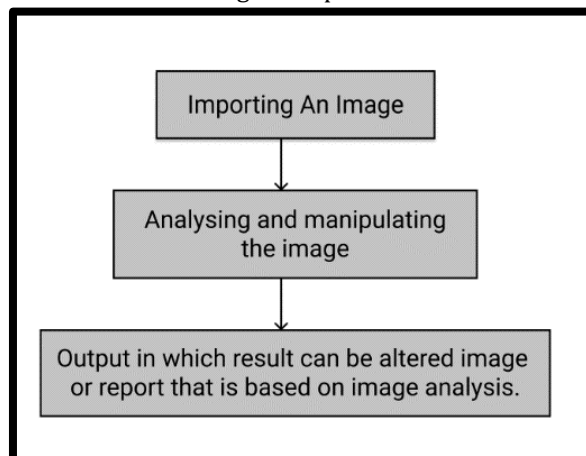 Importing An Image
Analysing and manipulating
the image
Output in which result can be altered image
or report that is based on image analysis.